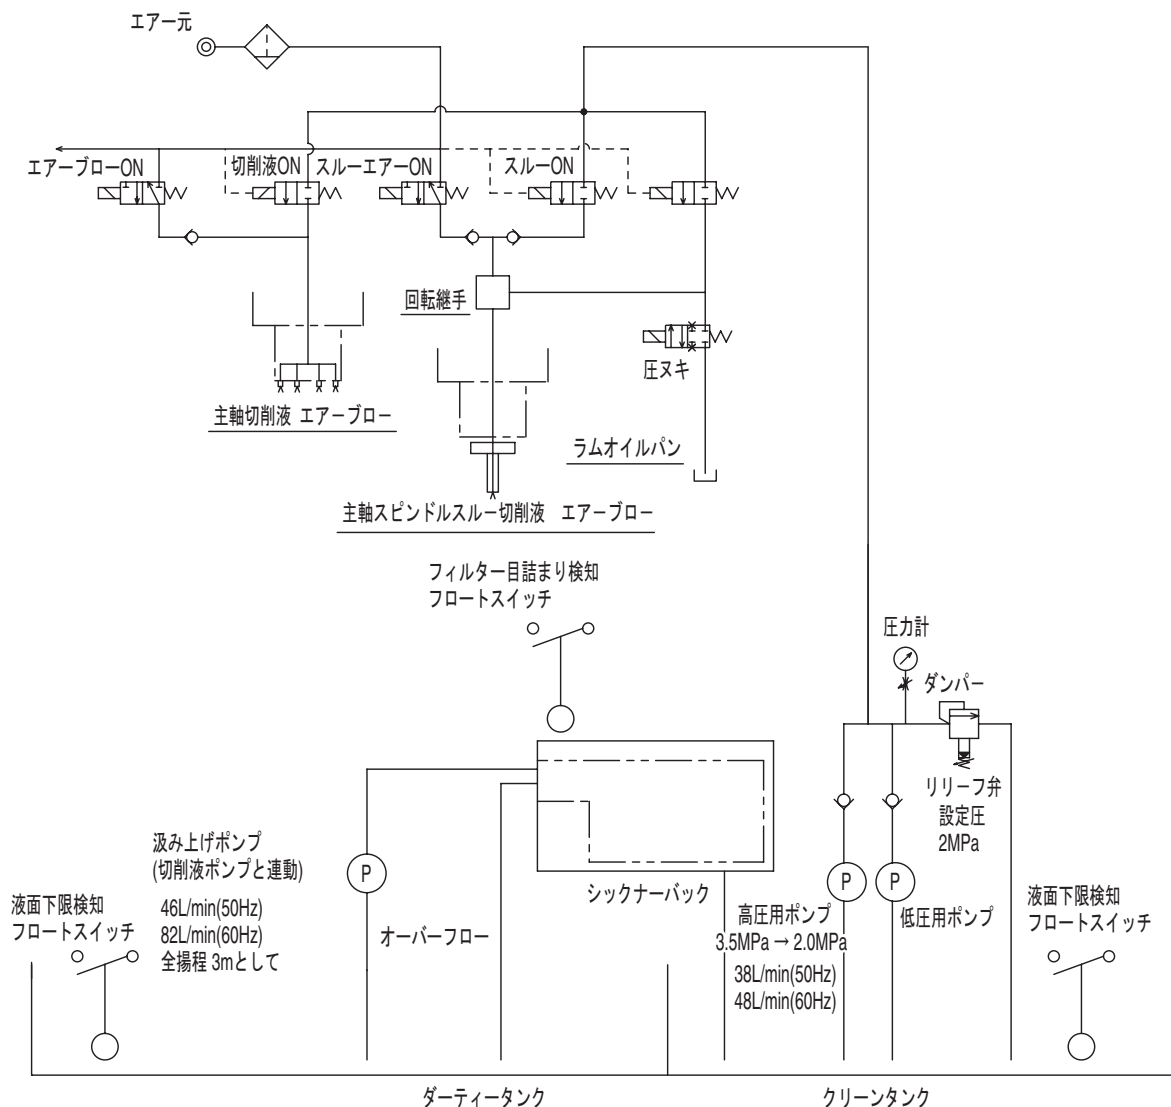 エアー元
エアーブローON
切削液ON
スルーエアーON
スルーON
回転継手
圧ヌキ
主軸切削液 エアーブロー
ラムオイルパン
主軸スピンドルスルー切削液 エアーブロー
フィルター目詰まり検知
フロートスイッチ
圧力計
ダンパー
リリーフ弁
設定圧
2MPa
汲み上げポンプ
(切削液ポンプと連動)
46L/min(50Hz)
82L/min(60Hz)
全揚程 3mとして
P
シックナーバック
P
P
液面下限検知
フロートスイッチ
オーバーフロー
高圧用ポンプ
3.5MPa → 2.0MPa
38L/min(50Hz)
48L/min(60Hz)
低圧用ポンプ
液面下限検知
フロートスイッチ
ダーティータンク
クリーンタンク